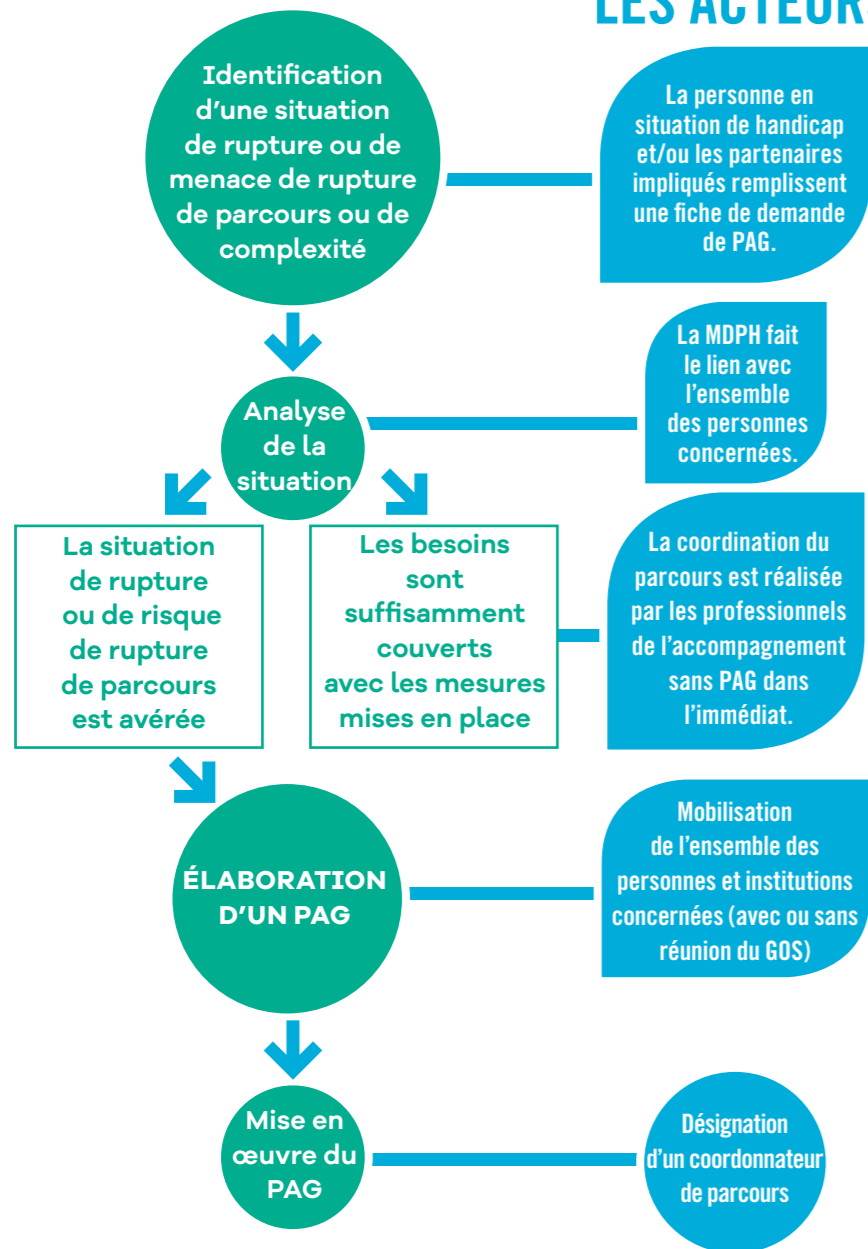 LES ACTEURS
Identification
d'une situation
de rupture ou de
menace de rupture
de parcours ou de
complexité
La personne en
situation de handicap
et/ou les partenaires
impliqués remplissent
une fiche de demande
de PAG.
Analyse
de la
situation
La MDPH fait
le lien avec
l'ensemble
des personnes
concernées.
La situation
de rupture
ou de risque
de rupture
de parcours
est avérée
Les besoins
sont
suffisamment
couverts
avec les mesures
mises en place
La coordination du
parcours est réalisée
par les professionnels
de l'accompagnement
sans PAG dans
l'immédiat.
ÉLABORATION
D'UN PAG
Mobilisation
de l'ensemble des
personnes et institutions
concernées (avec ou sans
réunion du GOS)
Mise en
œuvre du
PAG
Désignation
d'un coordonnateur
de parcours